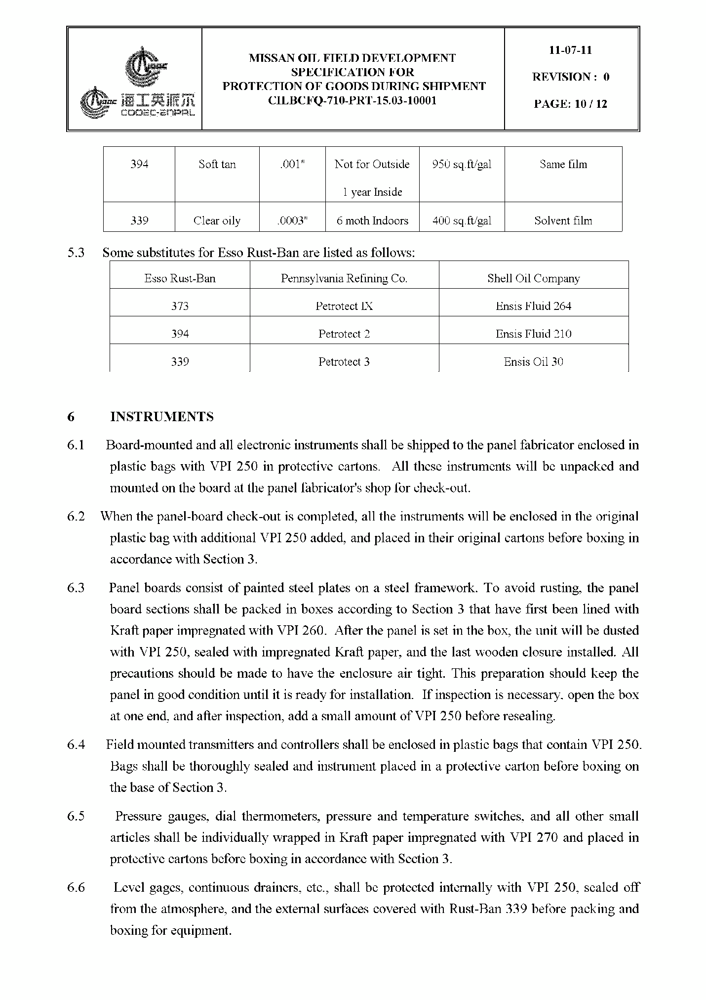 海工英派尔
COOEC-ENPAL
MISSAN OIL FIELD DEVELOPMENT
SPECIFICATION FOR
PROTECTION OF GOODS DURING SHIPMENT
CILBCFQ-710-PRT-15.03-10001
11-07-11
REVISION : 0
PAGE: 10 / 12
394 Soft tan .001" Not for Outside 950 sq.ft/gal Same film
1 year Inside
339 Clear oily .0003" 6 moth Indoors 400 sq.ft/gal Solvent film
5.3 Some substitutes for Esso Rust-Ban are listed as follows:
Esso Rust-Ban Pennsylvania Refining Co. Shell Oil Company
373 Petrotect IX Ensis Fluid 264
394 Petrotect 2 Ensis Fluid 210
339 Petrotect 3 Ensis Oil 30
6 INSTRUMENTS
6.1 Board-mounted and all electronic instruments shall be shipped to the panel fabricator enclosed in
plastic bags with VPI 250 in protective cartons. All these instruments will be unpacked and
mounted on the board at the panel fabricator's shop for check-out.
6.2 When the panel-board check-out is completed, all the instruments will be enclosed in the original
plastic bag with additional VPI 250 added, and placed in their original cartons before boxing in
accordance with Section 3.
6.3 Panel boards consist of painted steel plates on a steel framework. To avoid rusting, the panel
board sections shall be packed in boxes according to Section 3 that have first been lined with
Kraft paper impregnated with VPI 260. After the panel is set in the box, the unit will be dusted
with VPI 250, sealed with impregnated Kraft paper, and the last wooden closure installed. All
precautions should be made to have the enclosure air tight. This preparation should keep the
panel in good condition until it is ready for installation. If inspection is necessary, open the box
at one end, and after inspection, add a small amount of VPI 250 before resealing.
6.4 Field mounted transmitters and controllers shall be enclosed in plastic bags that contain VPI 250.
Bags shall be thoroughly sealed and instrument placed in a protective carton before boxing on
the base of Section 3.
6.5 Pressure gauges, dial thermometers, pressure and temperature switches, and all other small
articles shall be individually wrapped in Kraft paper impregnated with VPI 270 and placed in
protective cartons before boxing in accordance with Section 3.
6.6 Level gages, continuous drainers, etc., shall be protected internally with VPI 250, sealed off
from the atmosphere, and the external surfaces covered with Rust-Ban 339 before packing and
boxing for equipment.